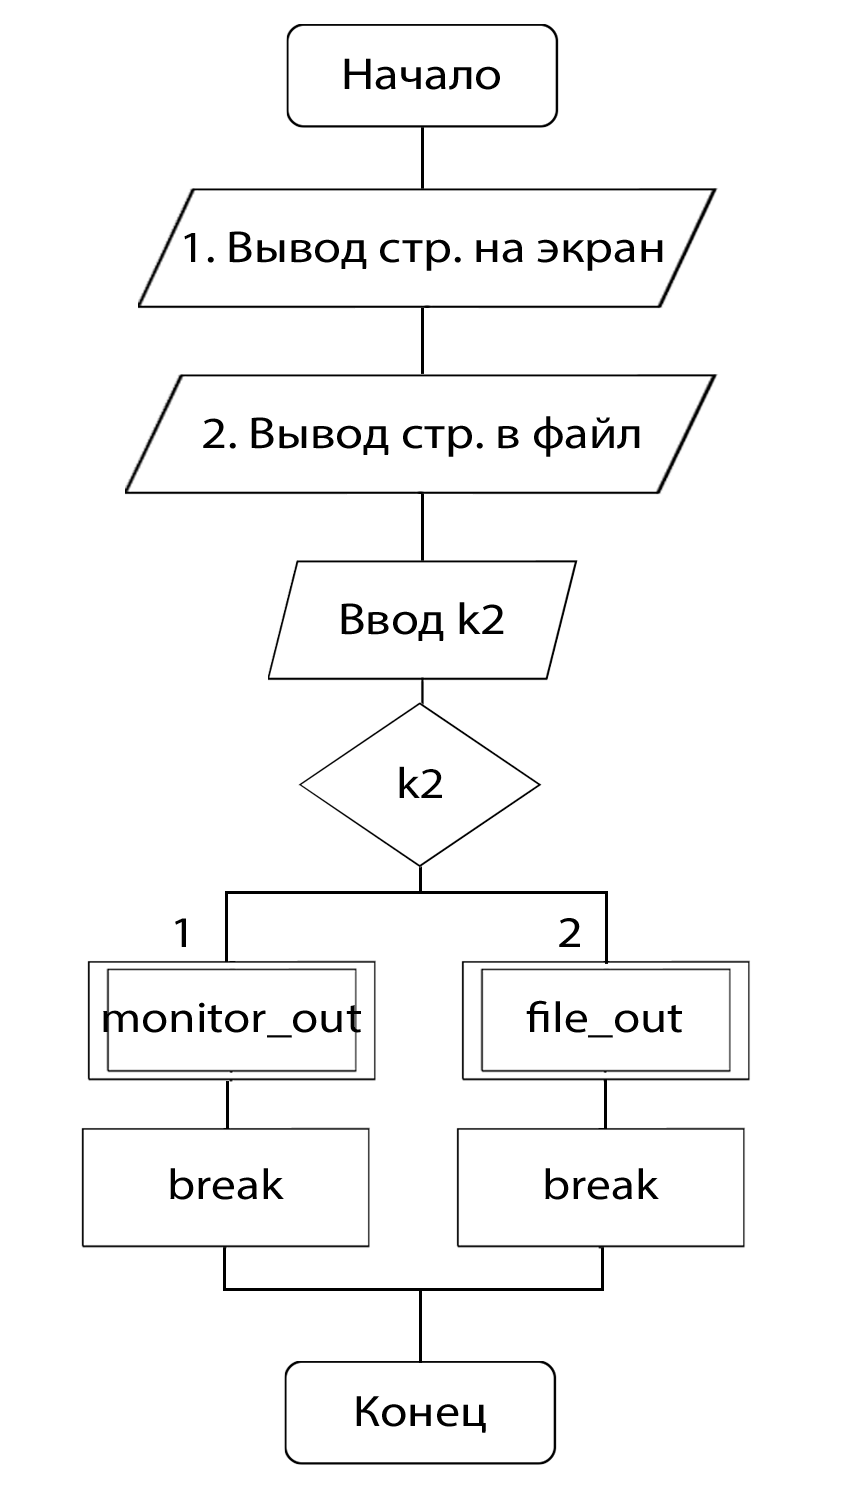 Начало
1. Вывод стр. на экран
2. Вывод стр. в файл
Ввод k2
k2
1
2
monitor_out
file_out
break
break
Конец